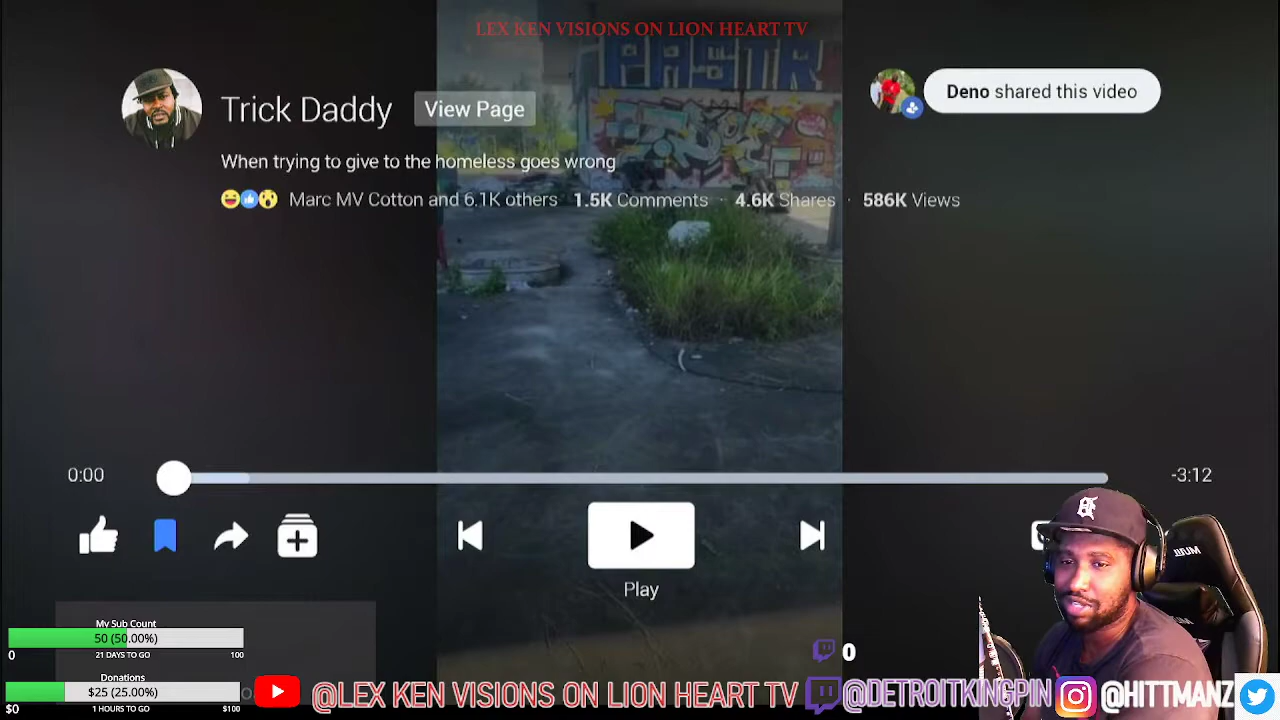 LEX KEN VISIONS ON LION HEART TV
PASTR
Trick Daddy
View Page
Deno shared this video
When trying to give to the homeless goes wrong
Marc MV Cotton and 6.1K others 1.5K Comments · 4.6K Shares · 586K Views
0:00
-3:12
Play
My Sub Count
50 (50.00%)
0 21 DAYS TO GO 100
Donations
$25 (25.00%)
$0 1 HOURS TO GO $100
0
@LEX KEN VISIONS ON LION HEART TV @DETROITKINGPIN @HITTMANZ